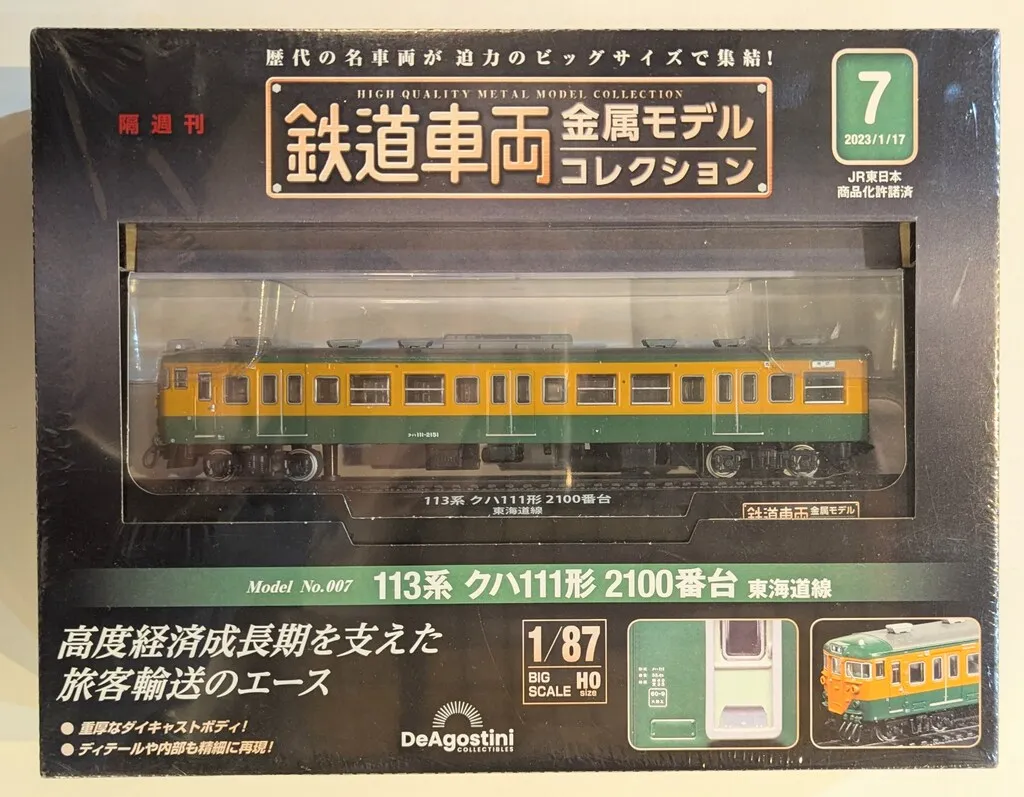 歴代の名車両が 迫力のビッグサイズで集結!
HIGH QUALITY METAL MODEL COLLECTION
隔週刊
鉄道車両 金属モデル
コレクション
7
2023/1/17
JR東日本
商品化許諾済
クハ111-2151
113系 クハ111形 2100番台
東海道線
鉄道車両 金属モデル
Model No.007 113系 クハ111形 2100番台 東海道線
高度経済成長期を支えた
旅客輸送のエース
● 重厚なダイキャストボディ!
● ディテールや内部も精細に再現!
1/87
BIG SCALE
HO size
DeAgostini
COLLECTIBLES